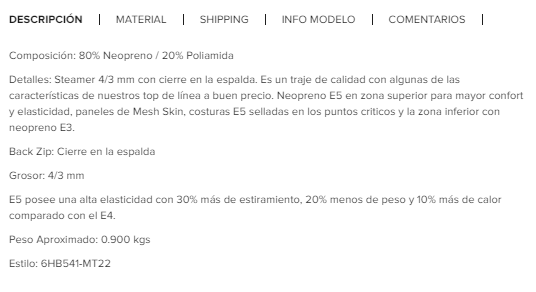 DESCRIPCIÓN | MATERIAL | SHIPPING | INFO MODELO | COMENTARIOS |
Composición: 80% Neopreno / 20% Poliamida
Detalles: Steamer 4/3 mm con cierre en la espalda. Es un traje de calidad con algunas de las
características de nuestros top de línea a buen precio. Neopreno E5 en zona superior para mayor confort
y elasticidad, paneles de Mesh Skin, costuras E5 selladas en los puntos criticos y la zona inferior con
neopreno E3.
Back Zip: Cierre en la espalda
Grosor: 4/3 mm
E5 posee una alta elasticidad con 30% más de estiramiento, 20% menos de peso y 10% más de calor
comparado con el E4.
Peso Aproximado: 0.900 kgs
Estilo: 6HB541-MT22